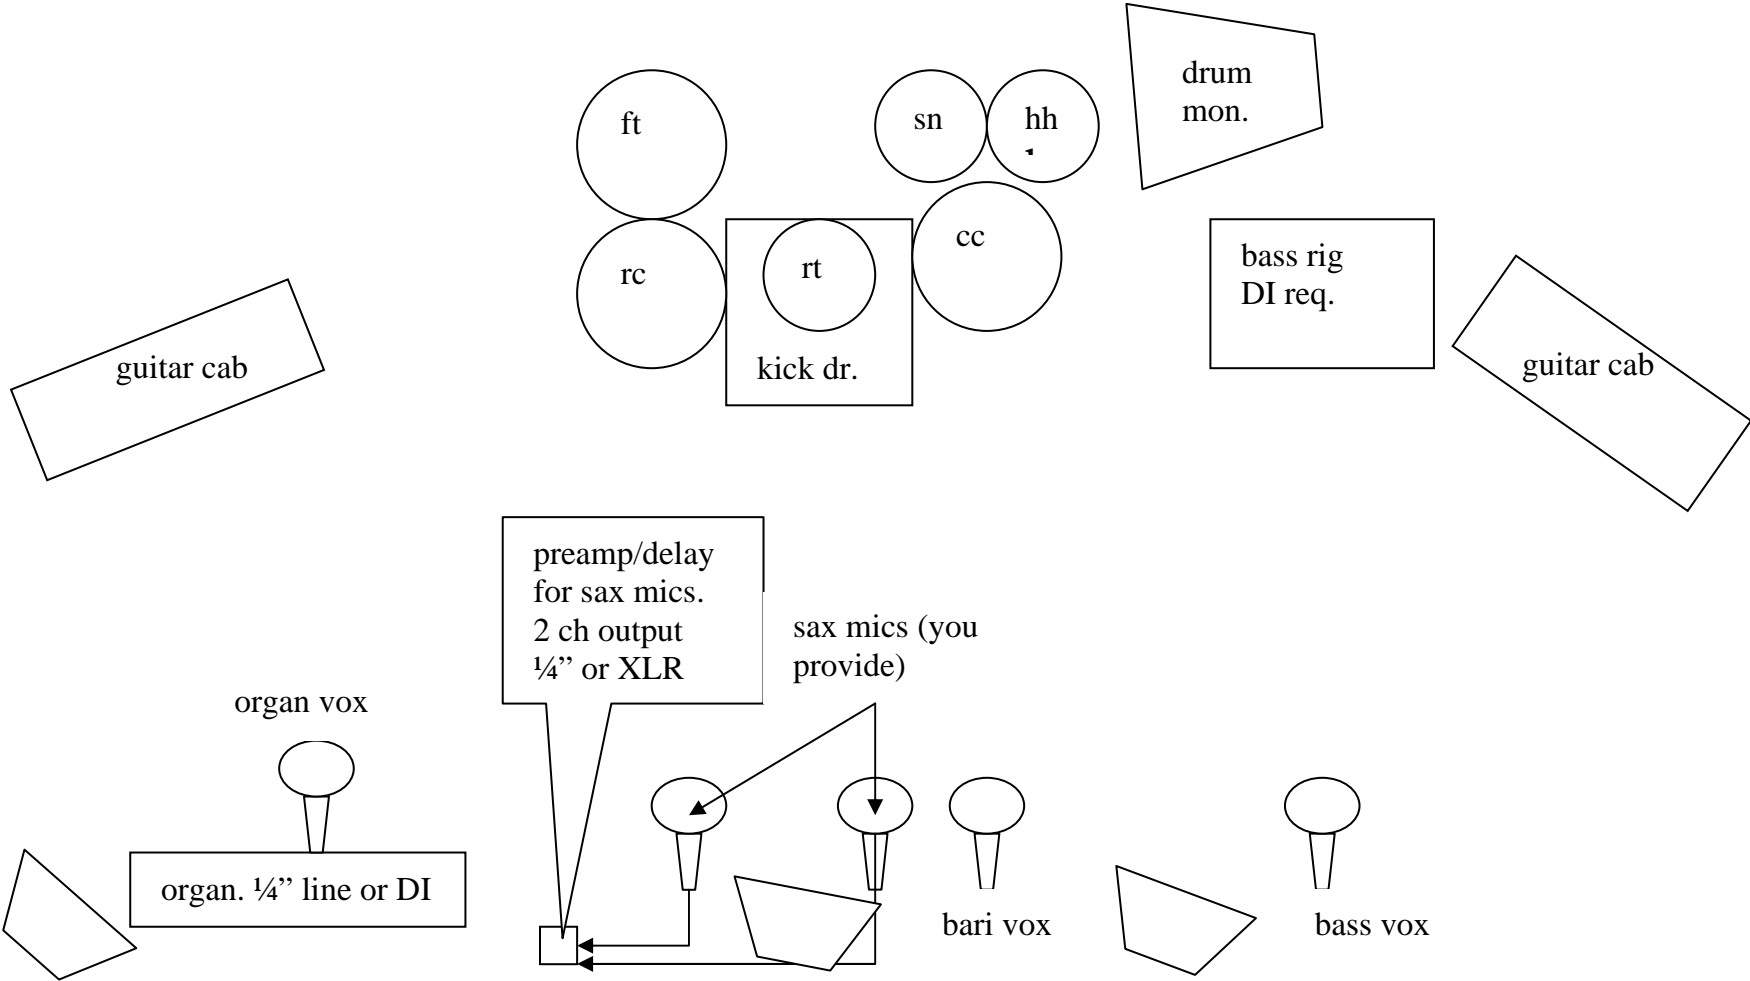 drum
mon.
ft
sn
hh
cc
rc
rt
kick dr.
bass rig
DI req.
guitar cab
guitar cab
preamp/delay
for sax mics.
2 ch output
¼” or XLR
sax mics (you
provide)
organ vox
organ. ¼” line or DI
bari vox
bass vox